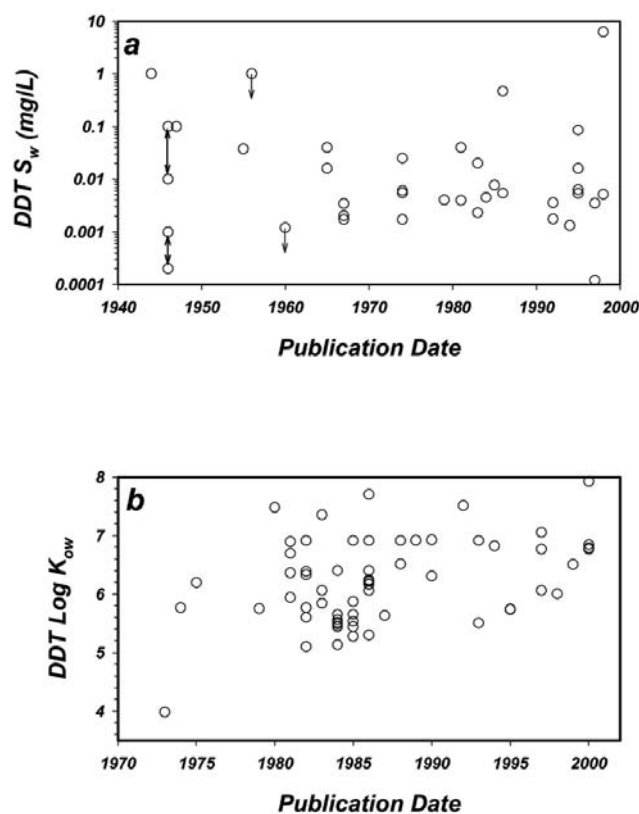 a
DDT Sw (mg/L)
10
1
0.1
0.01
0.001
0.0001
1940 1950 1960 1970 1980 1990 2000
Publication Date
b
DDT Log Kow
8
7
6
5
4
1970 1975 1980 1985 1990 1995 2000
Publication Date